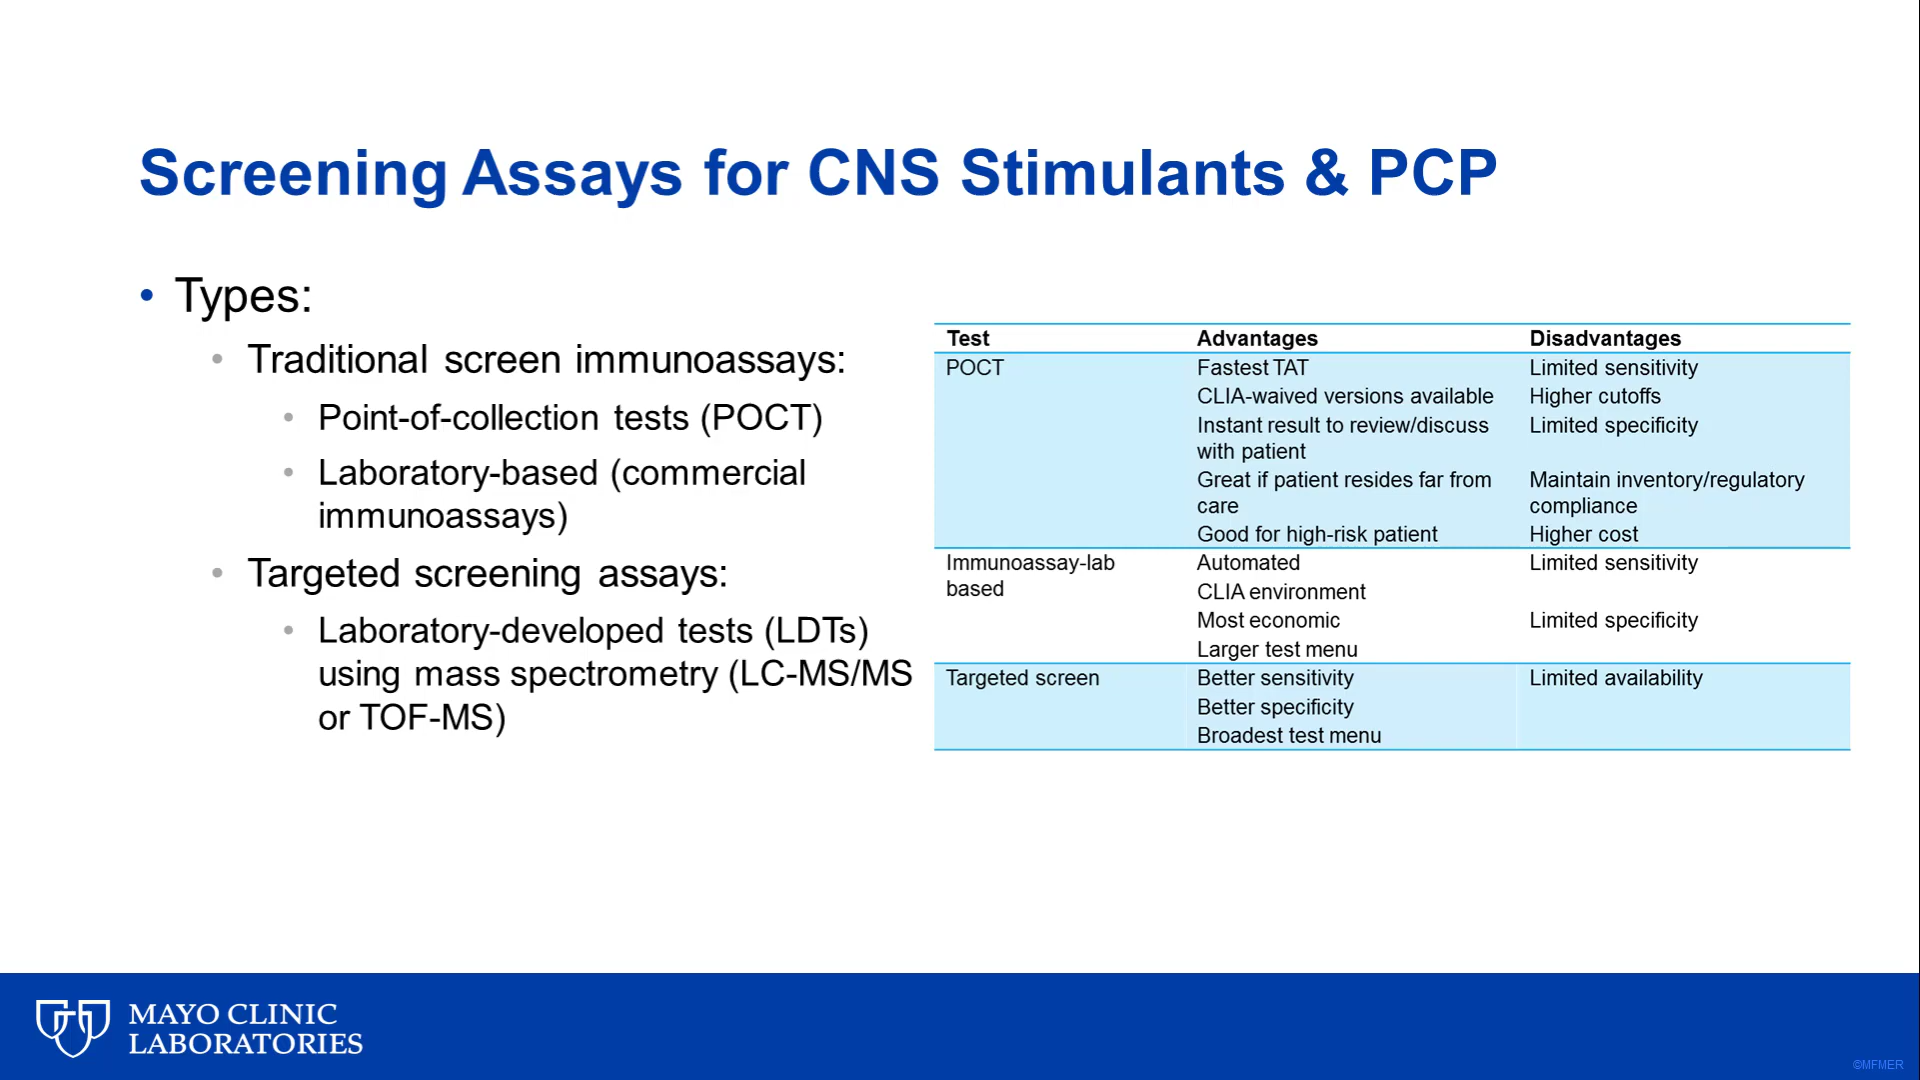 Screening Assays for CNS Stimulants & PCP
• Types:
• Traditional screen immunoassays:
• Point-of-collection tests (POCT)
• Laboratory-based (commercial
immunoassays)
• Targeted screening assays:
• Laboratory-developed tests (LDTs)
using mass spectrometry (LC-MS/MS
or TOF-MS)
Test Advantages Disadvantages
POCT Fastest TAT Limited sensitivity
CLIA-waived versions available Higher cutoffs
Instant result to review/discuss Limited specificity
with patient
Great if patient resides far from Maintain inventory/regulatory
care compliance
Good for high-risk patient Higher cost
Immunoassay-lab Automated Limited sensitivity
based CLIA environment
Most economic Limited specificity
Larger test menu
Targeted screen Better sensitivity Limited availability
Better specificity
Broadest test menu
MAYO CLINIC
LABORATORIES
©MFMER